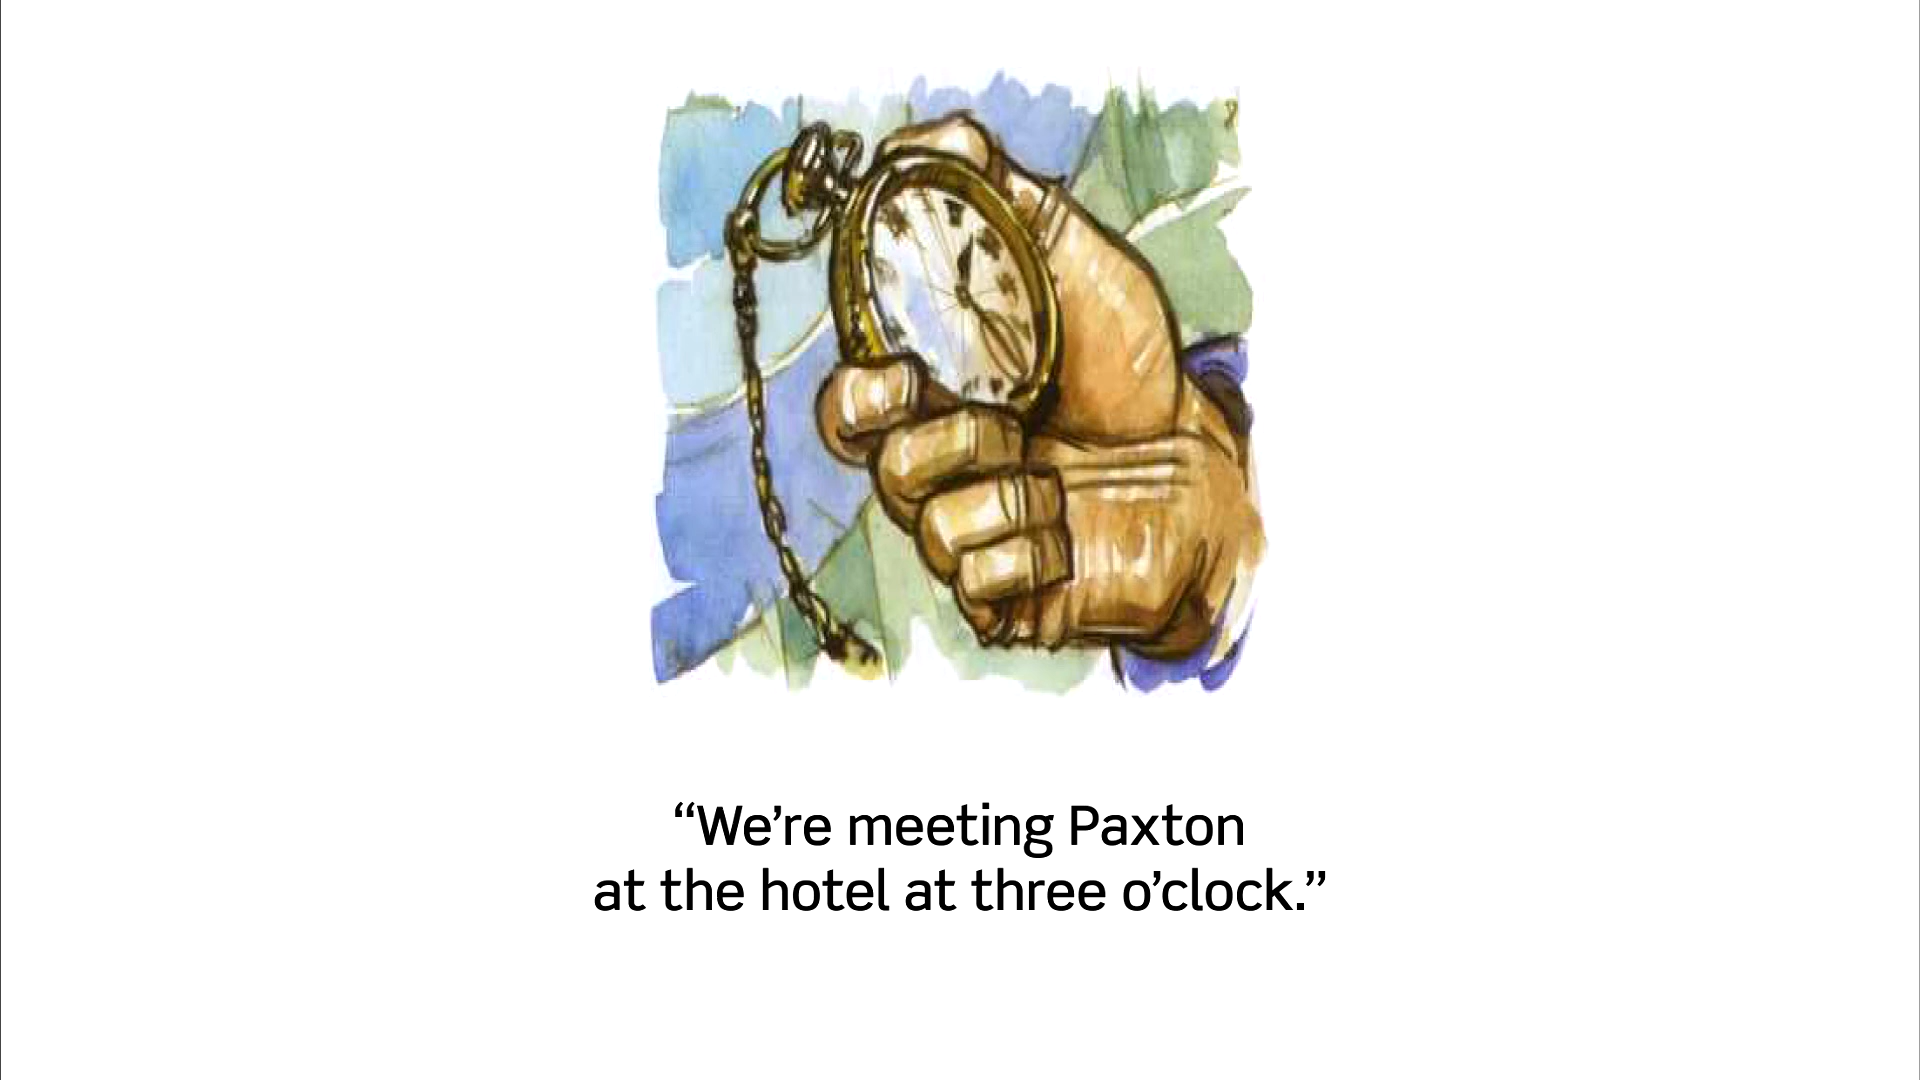 “We’re meeting Paxton
at the hotel at three o’clock.”